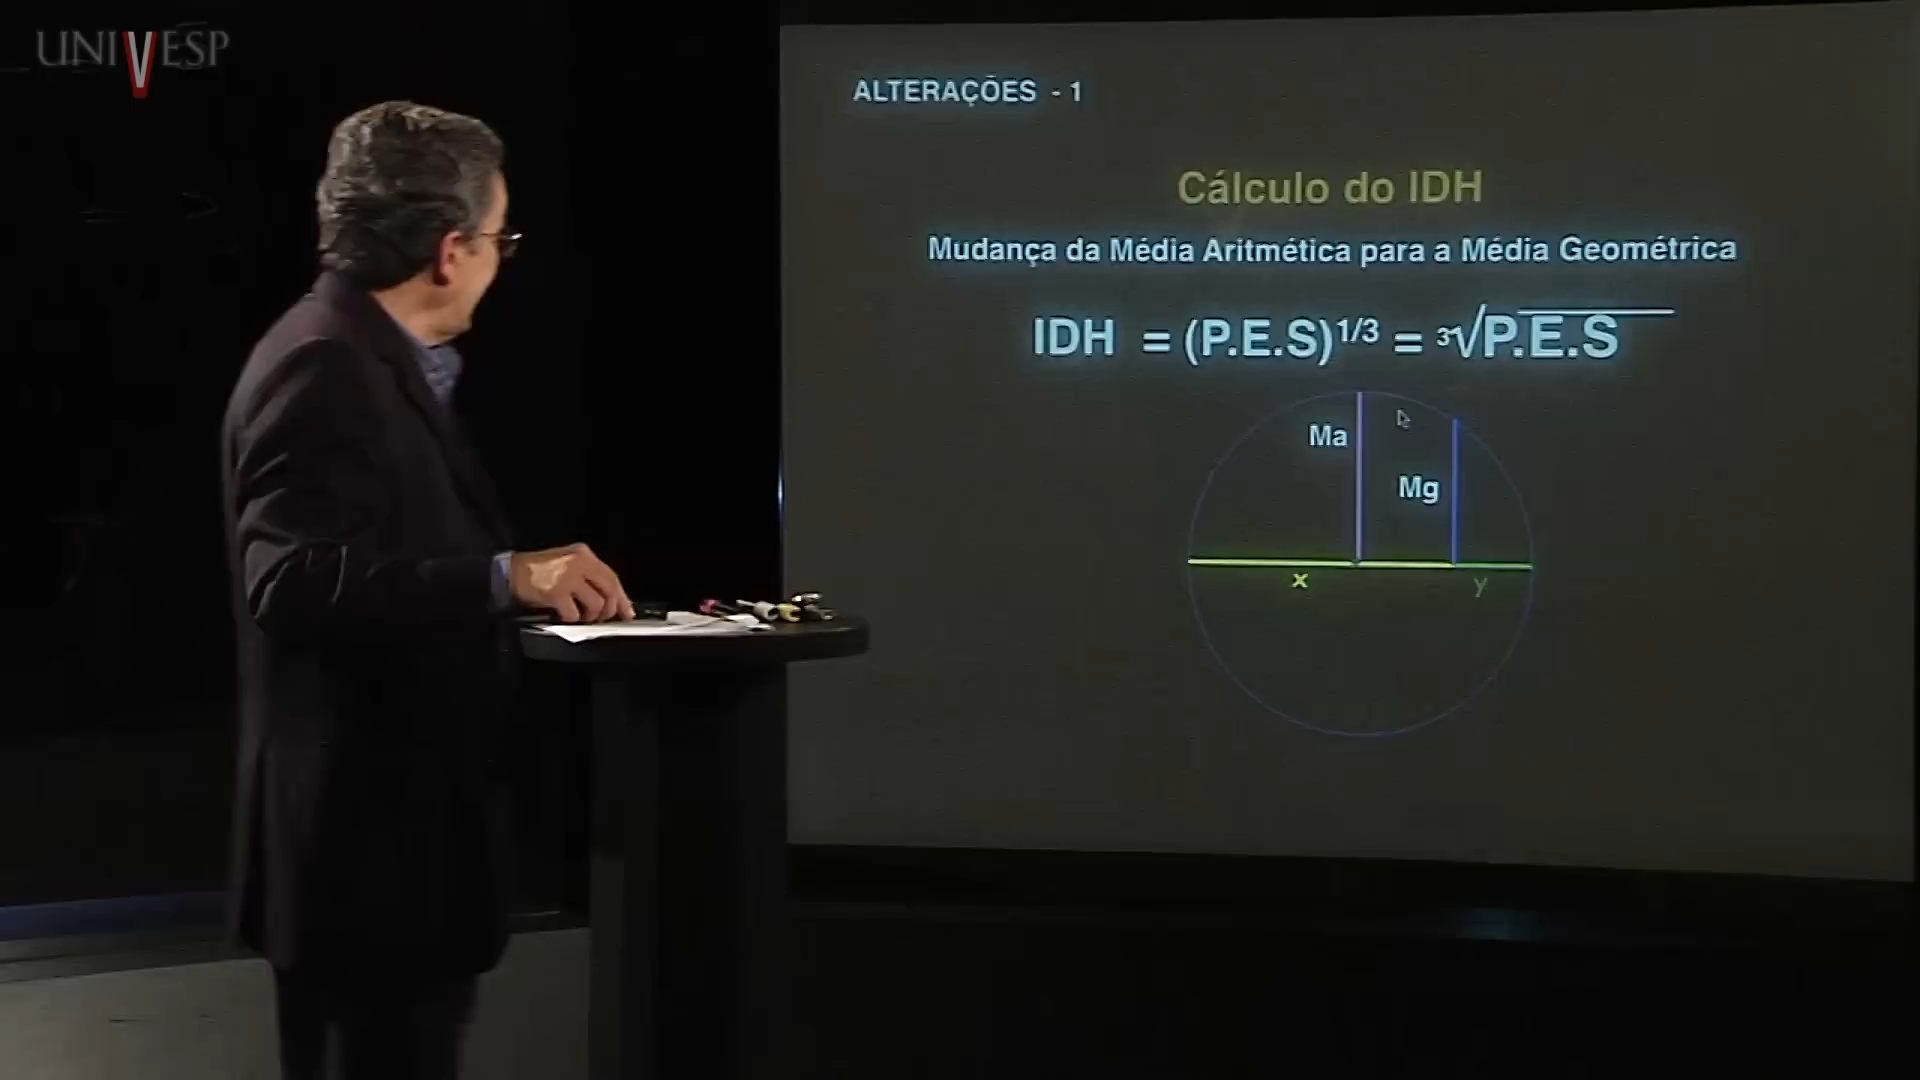 UNIVESP
ALTERAÇÕES - 1
Cálculo do IDH
Mudança da Média Aritmética para a Média Geométrica
IDH = (P.E.S)^1/3 = ³√P.E.S
Ma
Mg
x
y